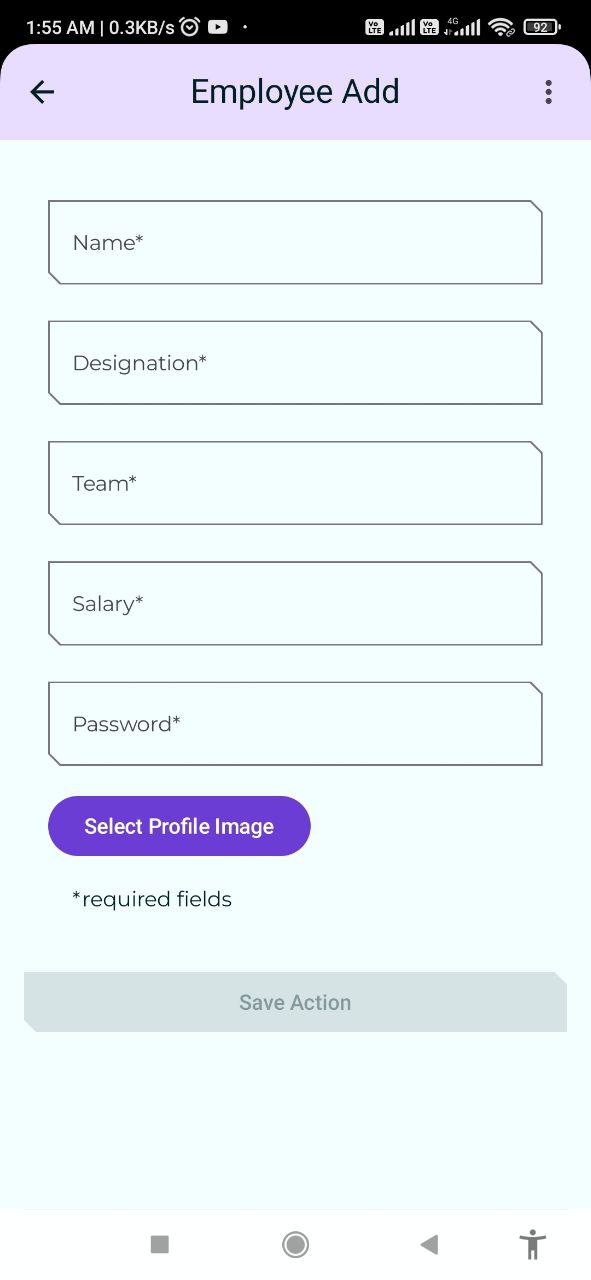 1:55 AM | 0.3KB/s
Vo LTE
Vo LTE
4G
92
Employee Add
Name*
Designation*
Team*
Salary*
Password*
Select Profile Image
*required fields
Save Action